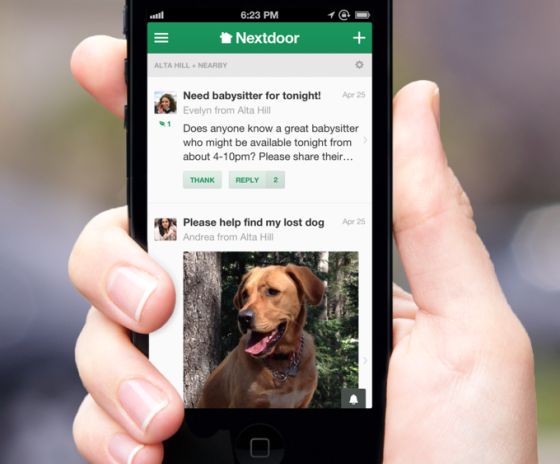 6:23 PM
Nextdoor
ALTA HILL + NEARBY
Need babysitter for tonight!
Apr 25
Evelyn from Alta Hill
1
Does anyone know a great babysitter
who might be available tonight from
about 4-10pm? Please share their…
THANK
REPLY 2
Please help find my lost dog
Apr 25
Andrea from Alta Hill